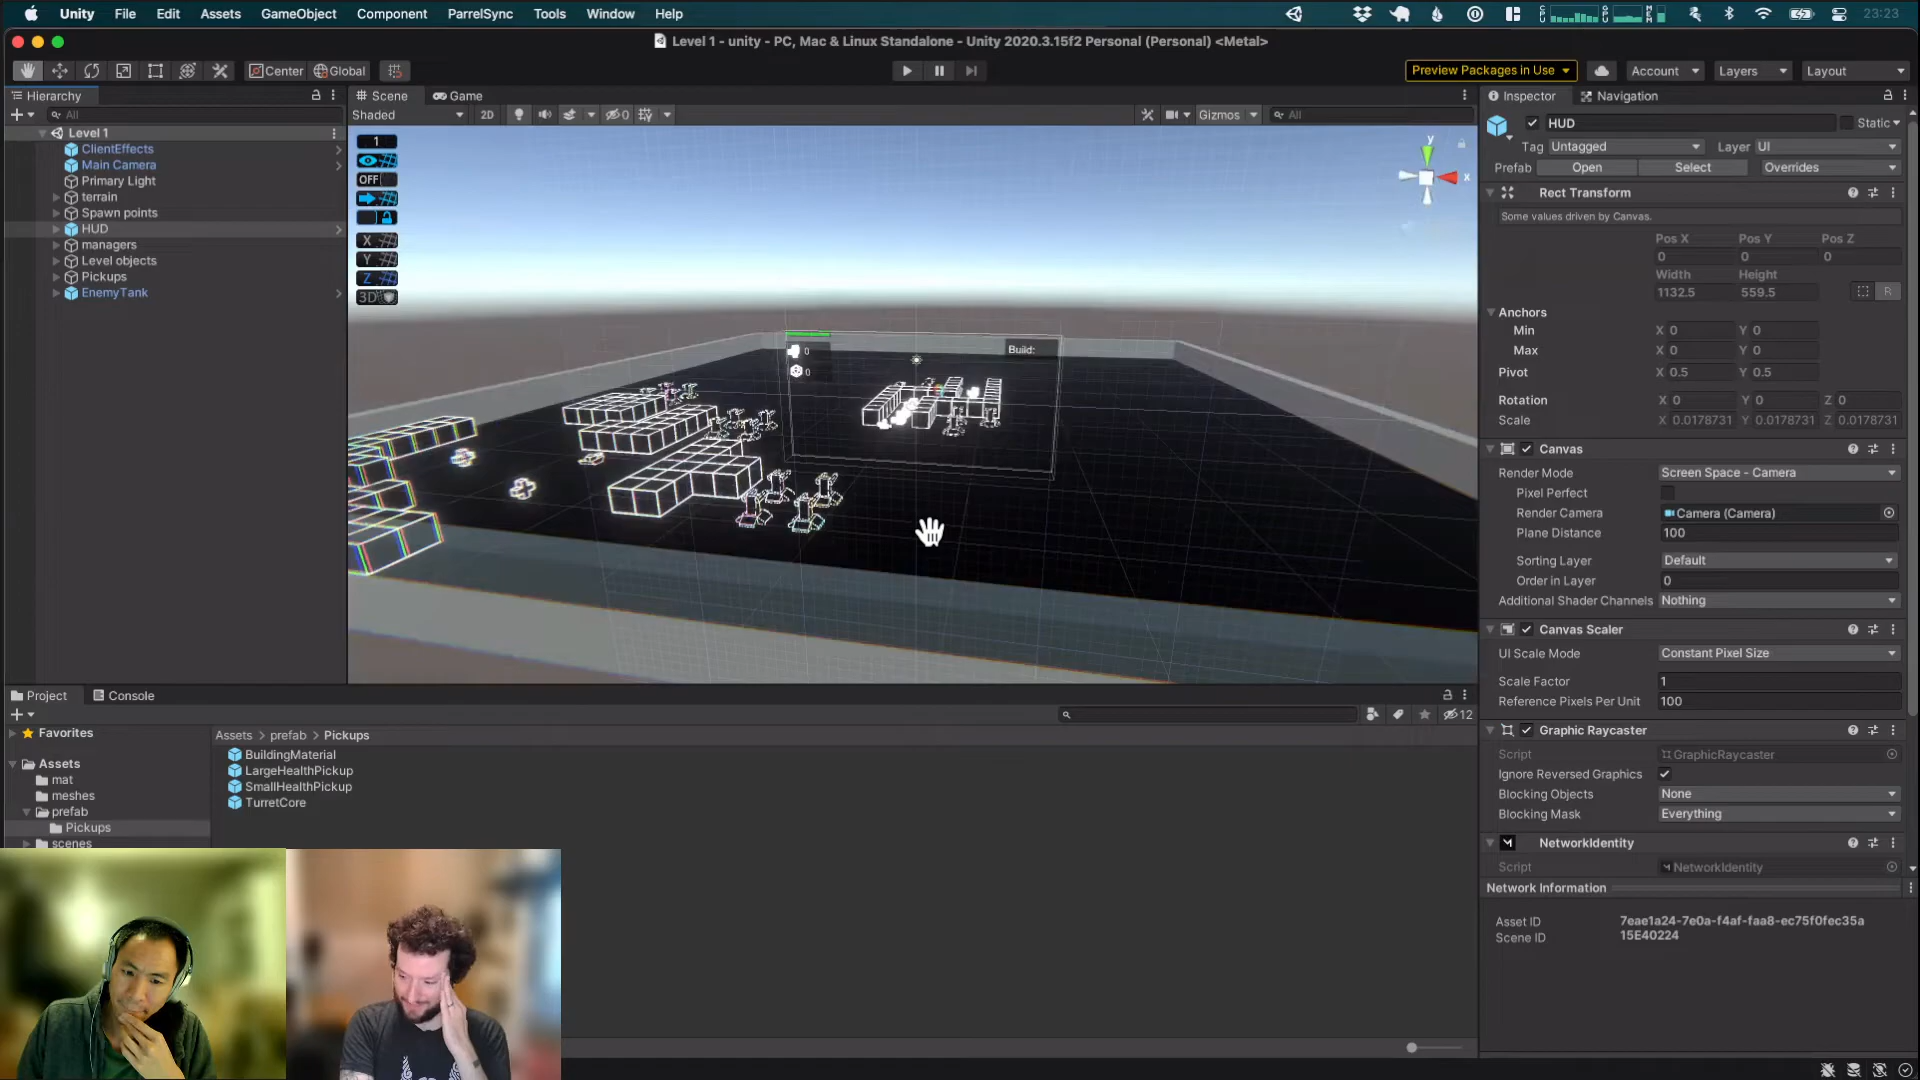 Unity File Edit Assets GameObject Component ParrelSync Tools Window Help 23:23
Level 1 - unity - PC, Mac & Linux Standalone - Unity 2020.3.15f2 Personal (Personal) <Metal>
Center Global Preview Packages in Use Account Layers Layout
Hierarchy
All
Level 1
ClientEffects
Main Camera
Primary Light
terrain
Spawn points
HUD
managers
Level objects
Pickups
EnemyTank
Scene Game
Shaded 2D 0 Gizmos All
1
OFF
X
Y
Z
3D
y
x
0
0
Build:
Inspector Navigation
HUD Static
Tag Untagged Layer UI
Prefab Open Select Overrides
Rect Transform
Some values driven by Canvas.
Pos X Pos Y Pos Z
0 0 0
Width Height
1132.5 559.5 R
Anchors
Min X 0 Y 0
Max X 0 Y 0
Pivot X 0.5 Y 0.5
Rotation X 0 Y 0 Z 0
Scale X 0.0178731 Y 0.0178731 Z 0.0178731
Canvas
Render Mode Screen Space - Camera
Pixel Perfect
Render Camera Camera (Camera)
Plane Distance 100
Sorting Layer Default
Order in Layer 0
Additional Shader Channels Nothing
Canvas Scaler
UI Scale Mode Constant Pixel Size
Scale Factor 1
Reference Pixels Per Unit 100
Graphic Raycaster
Script GraphicRaycaster
Ignore Reversed Graphics
Blocking Objects None
Blocking Mask Everything
NetworkIdentity
Script NetworkIdentity
Network Information
Asset ID 7eae1a24-7e0a-f4af-faa8-ec75f0fec35a
Scene ID 15E40224
Project Console
12
Favorites
Assets
mat
meshes
prefab
Pickups
scenes
Assets > prefab > Pickups
BuildingMaterial
LargeHealthPickup
SmallHealthPickup
TurretCore